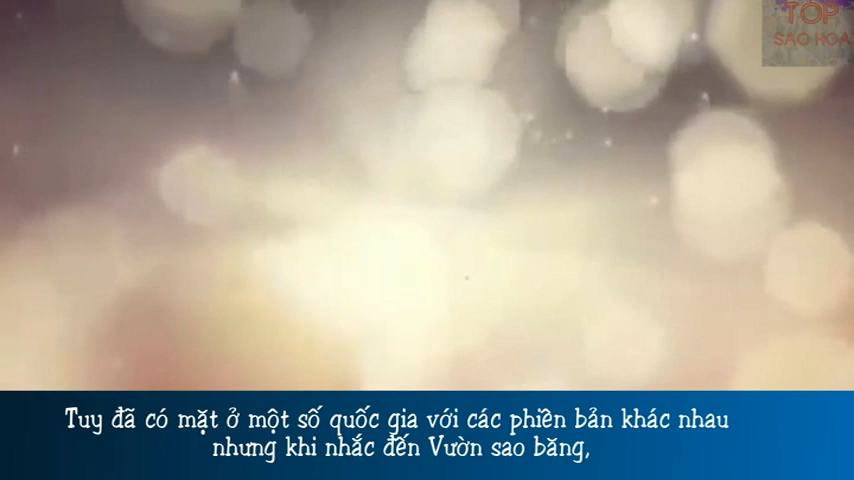 TOP
SAO HOA
Tuy đã có mặt ở một số quốc gia với các phiên bản khác nhau
nhưng khi nhắc đến Vườn sao băng,